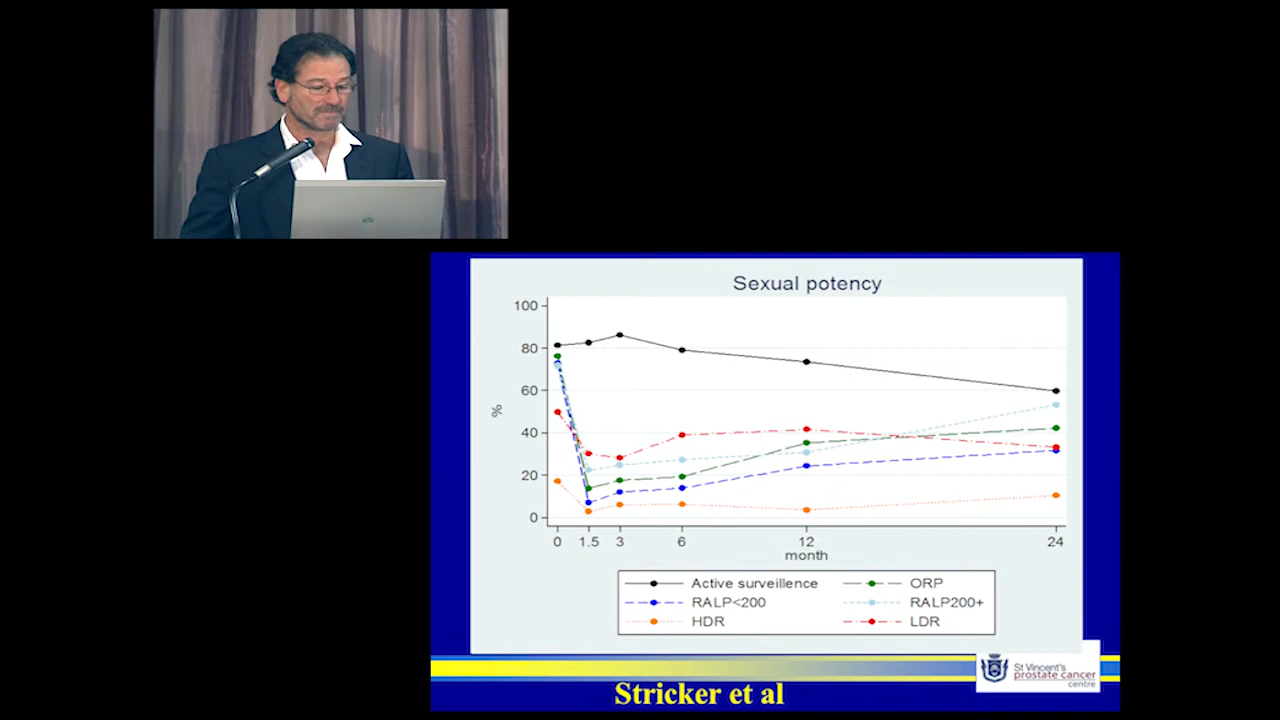 Sexual potency
100
80
60
40
20
0
%
0 1.5 3 6 12 24
month
Active surveillence ORP
RALP<200 RALP200+
HDR LDR
St Vincent's
prostate cancer
centre
Stricker et al